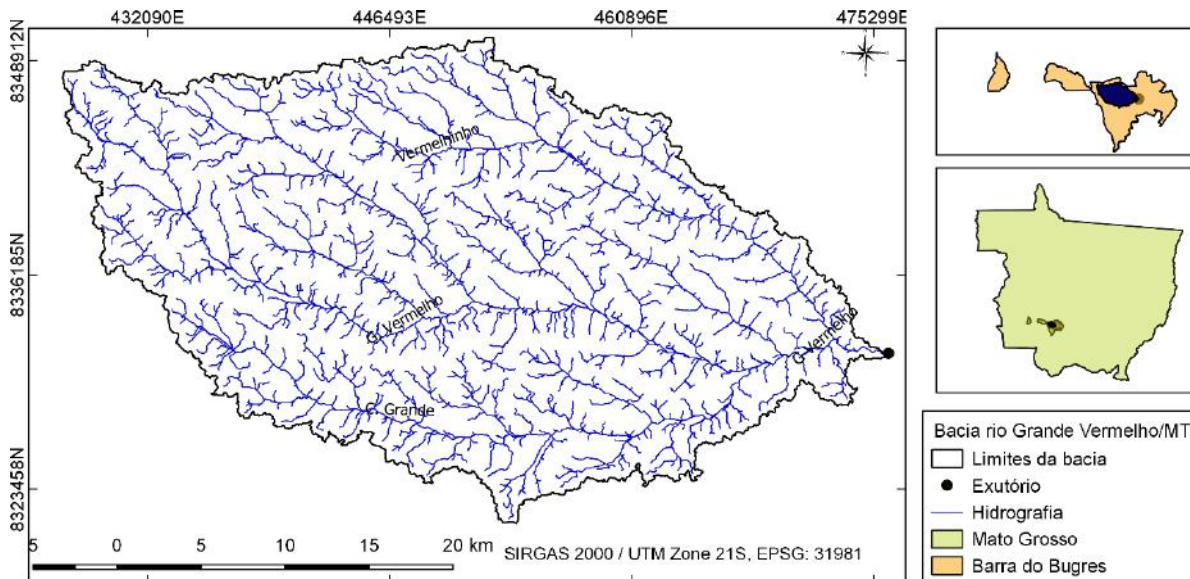 432090E 446493E 460896E 475299E
8348912N
8336185N
8323458N
Vermelhinho
G. Vermelho
G. Vermelho
C. Grande
5 0 5 10 15 20 km
SIRGAS 2000 / UTM Zone 21S, EPSG: 31981
Bacia rio Grande Vermelho/MT
Limites da bacia
Exutório
Hidrografia
Mato Grosso
Barra do Bugres